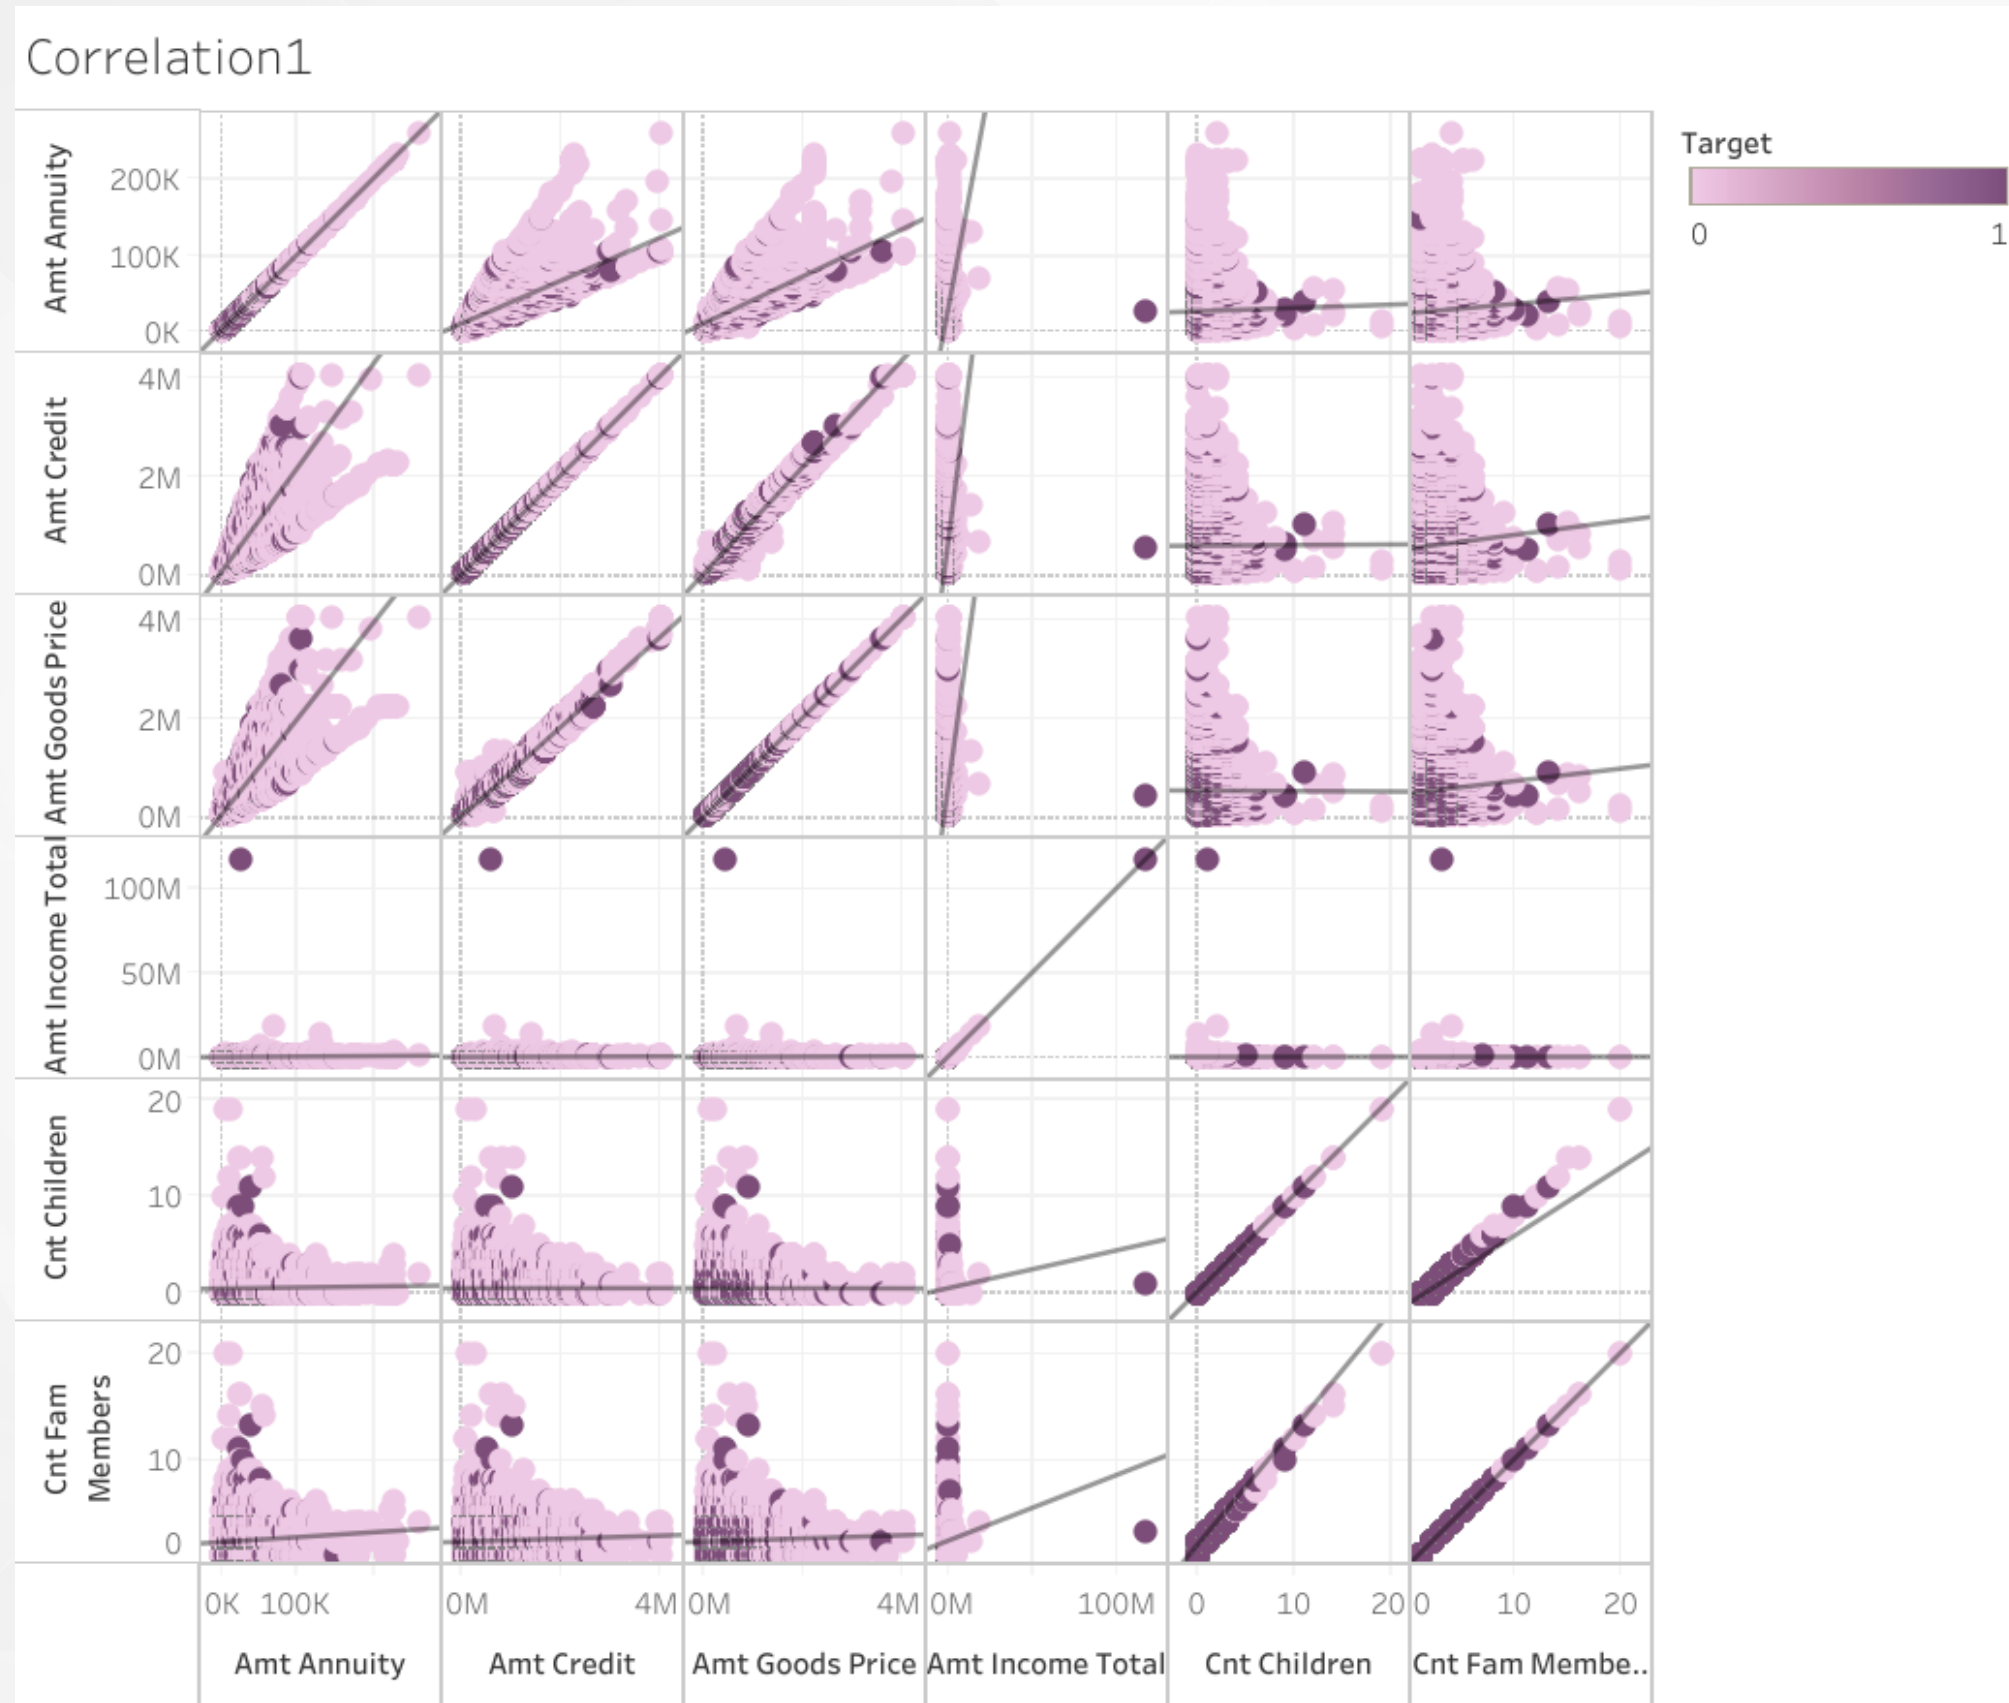 Correlation1
Target
0 1
Amt Annuity
200K
100K
0K
Amt Credit
4M
2M
0M
Amt Goods Price
4M
2M
0M
Amt Income Total
100M
50M
0M
Cnt Children
20
10
0
Cnt Fam
Members
20
10
0
0K 100K 0M 4M 0M 4M 0M 100M 0 10 20 0 10 20
Amt Annuity Amt Credit Amt Goods Price Amt Income Total Cnt Children Cnt Fam Membe..